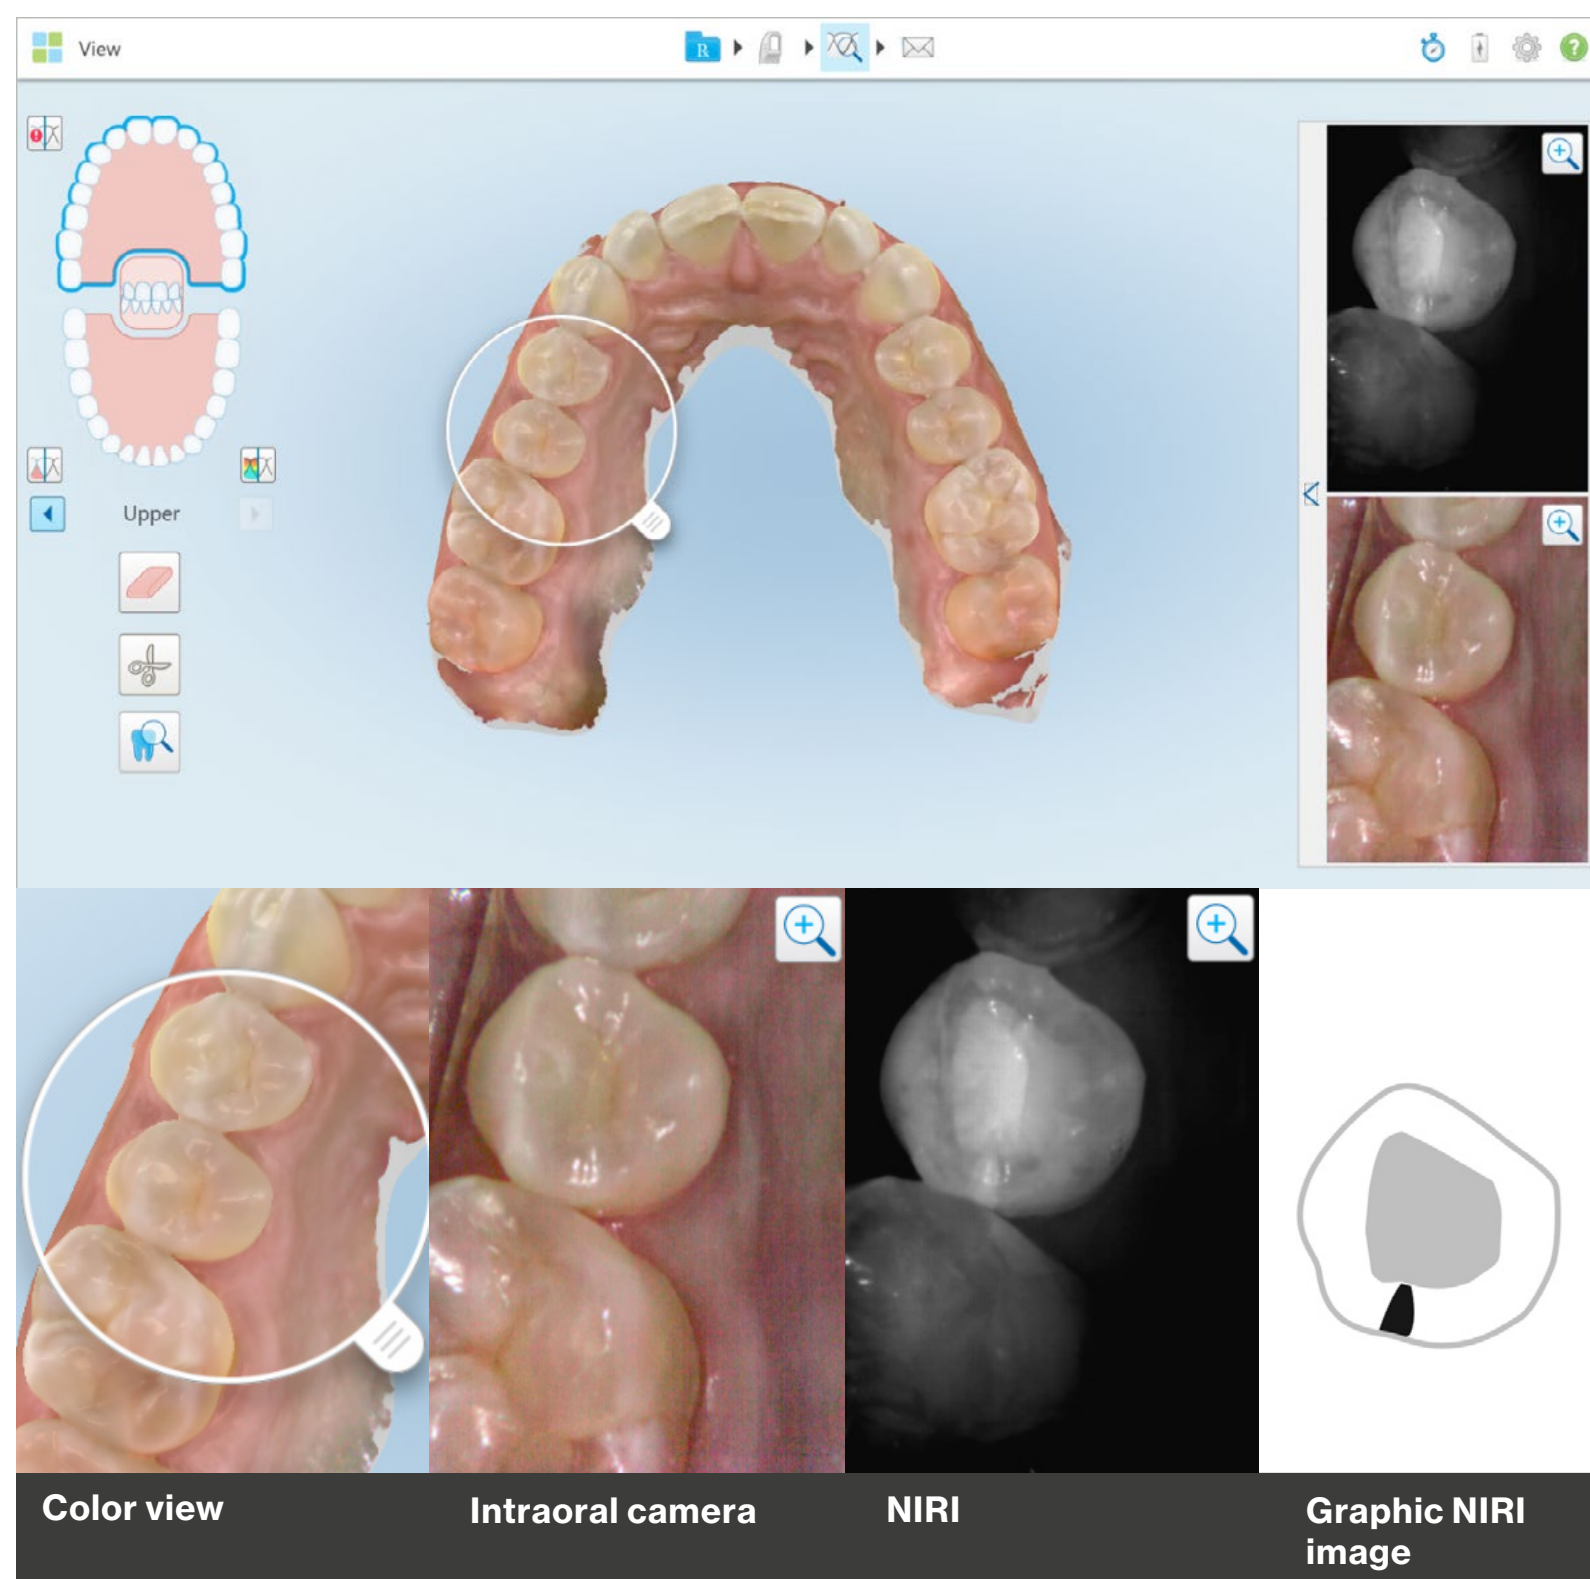 View
R
?
Upper
Color view
Intraoral camera
NIRI
Graphic NIRI
image